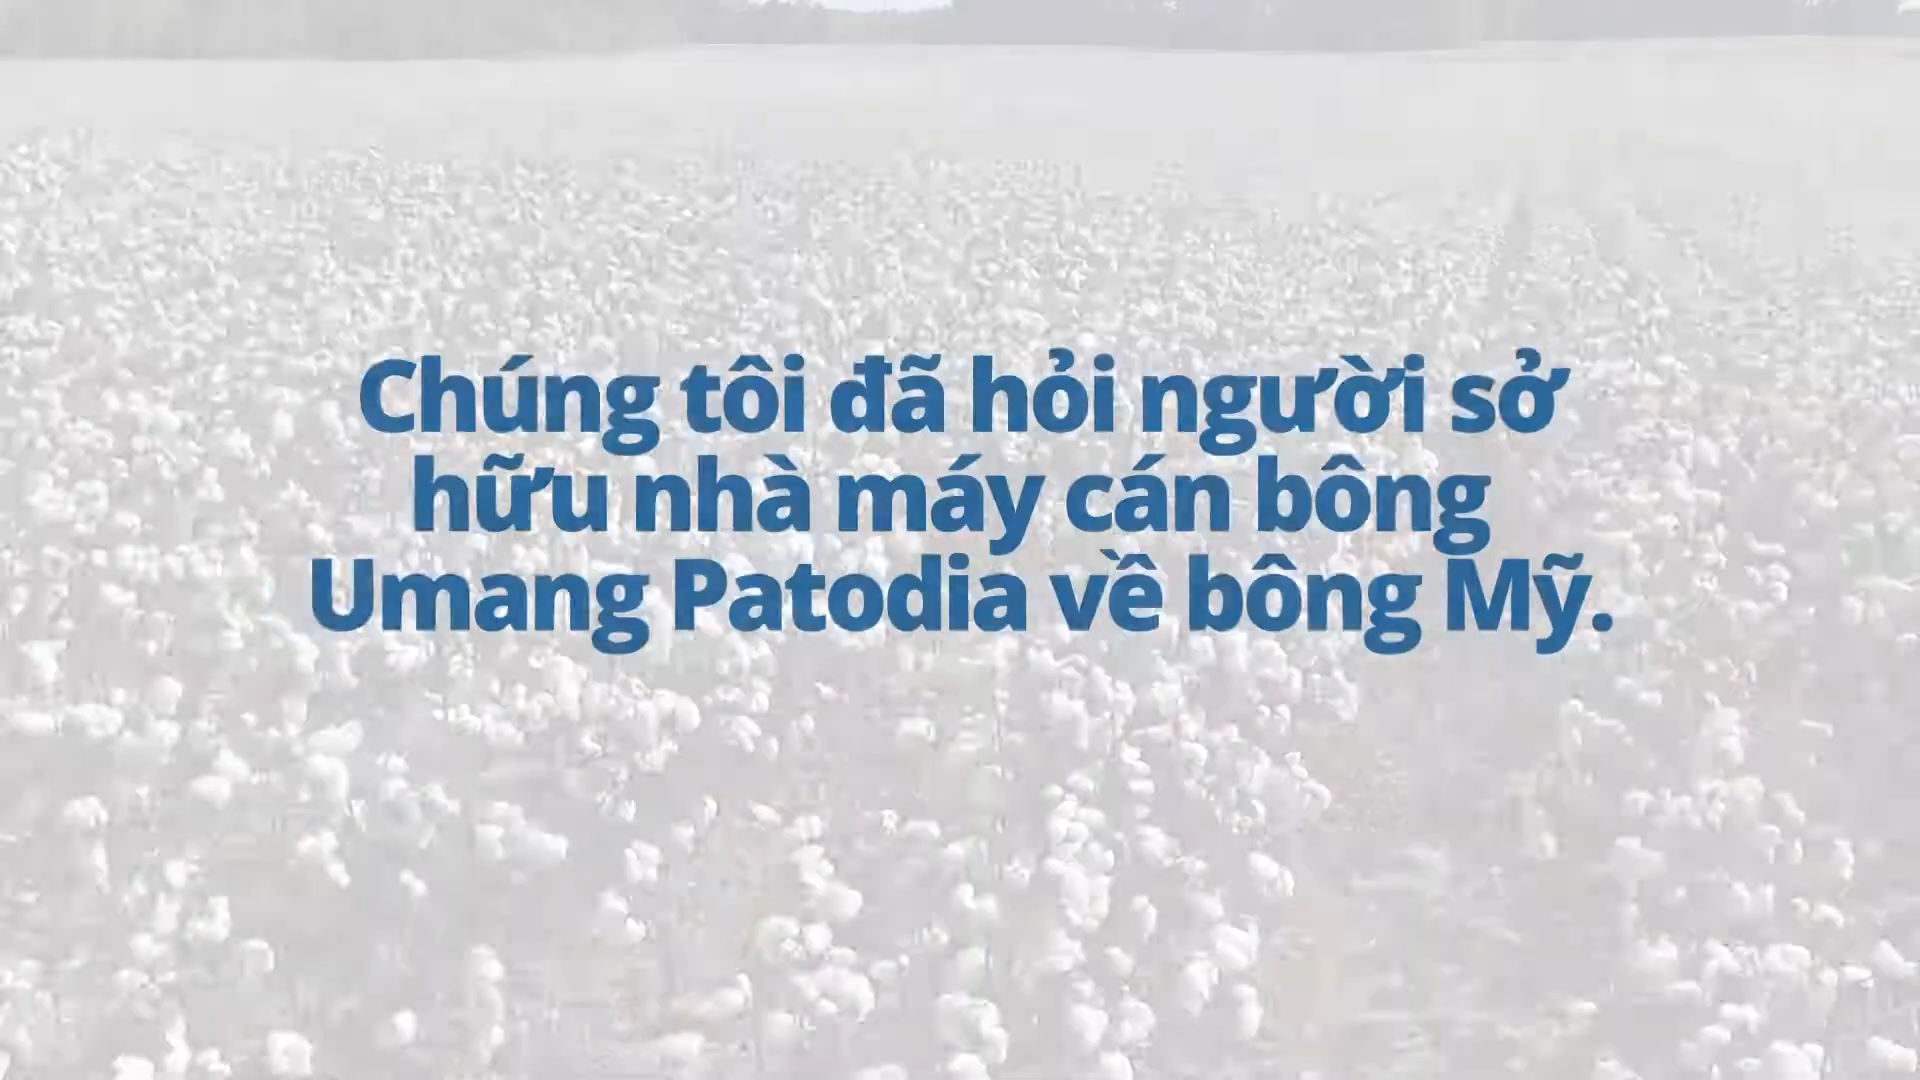 Chúng tôi đã hỏi người sở
hữu nhà máy cán bông
Umang Patodia về bông Mỹ.